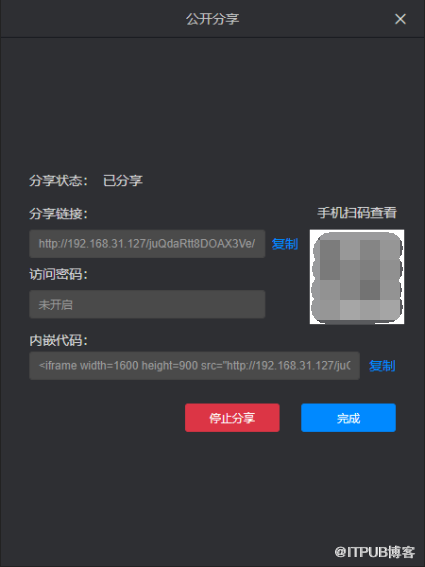 公开分享
分享状态： 已分享
分享链接：
手机扫码查看
http://192.168.31.127/juQdaRtt8DOAX3Ve/
复制
访问密码：
未开启
内嵌代码：
<iframe width=1600 height=900 src="http://192.168.31.127/juQ
复制
停止分享
完成
@ITPUB博客